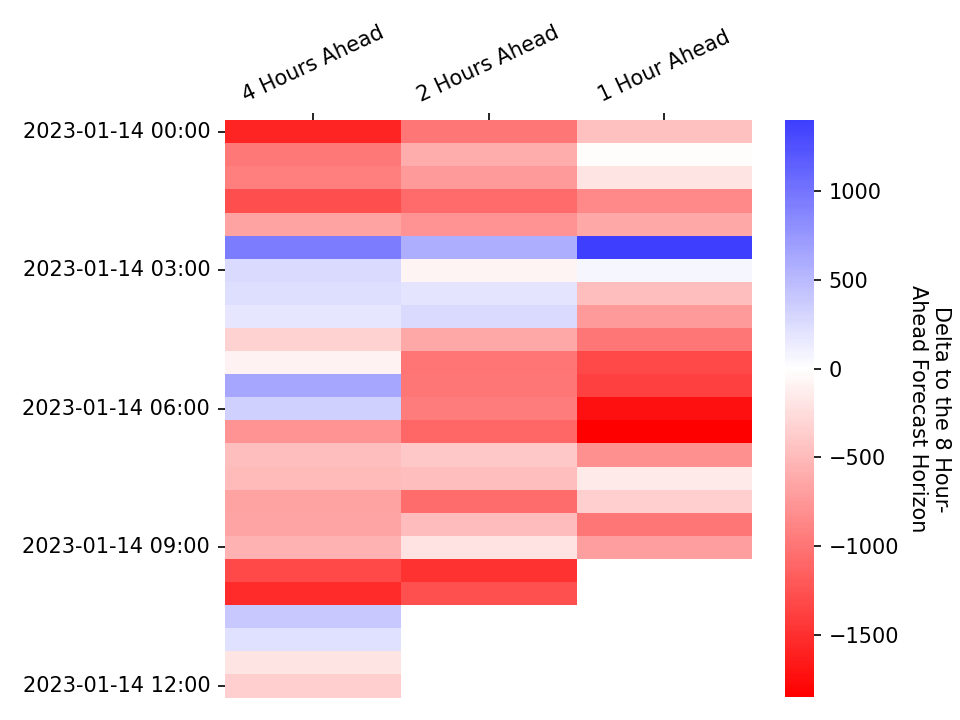 4 Hours Ahead
2 Hours Ahead
1 Hour Ahead
2023-01-14 00:00
2023-01-14 03:00
2023-01-14 06:00
2023-01-14 09:00
2023-01-14 12:00
1000
500
0
−500
−1000
−1500
Delta to the 8 Hour-
Ahead Forecast Horizon